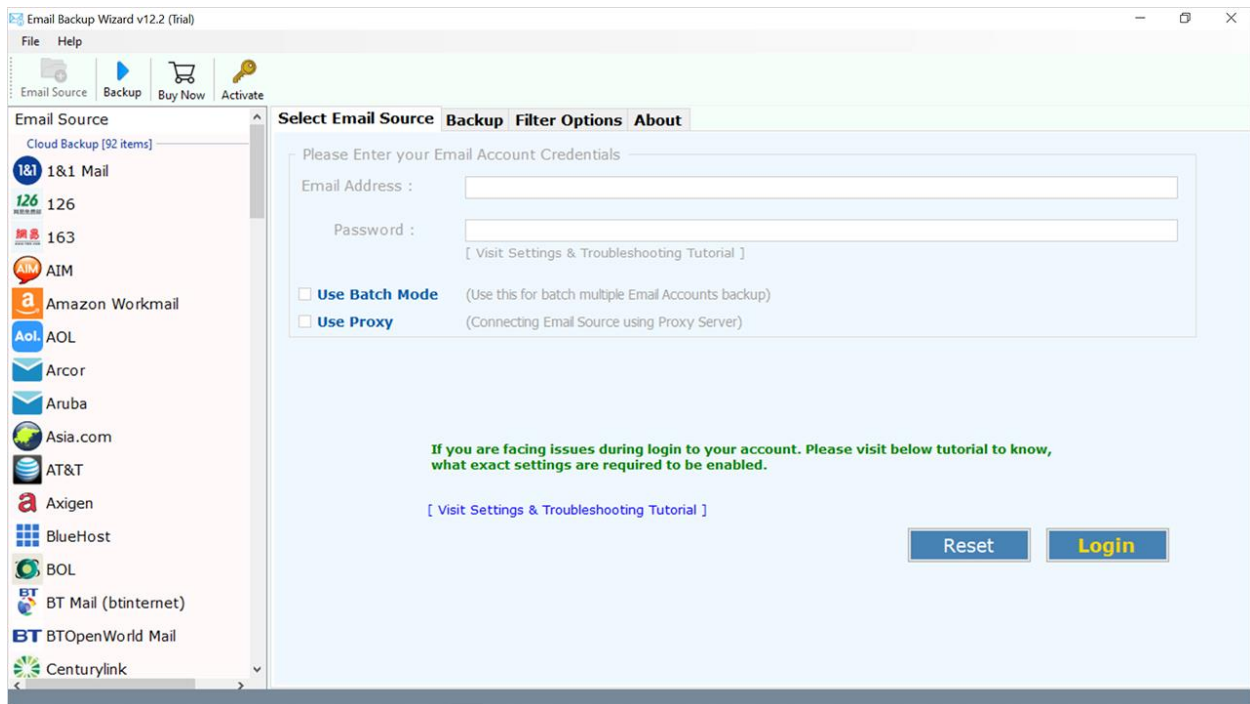 Email Backup Wizard v12.2 (Trial)
File Help
Email Source Backup Buy Now Activate
Email Source
Cloud Backup [92 items]
1&1 1&1 Mail
126 126
163
AIM AIM
a Amazon Workmail
Aol. AOL
Arcor
Aruba
Asia.com
AT&T
a Axigen
BlueHost
BOL
BT BT Mail (btinternet)
BT BTOpenWorld Mail
Centurylink
Select Email Source Backup Filter Options About
Please Enter your Email Account Credentials
Email Address :
Password :
[ Visit Settings & Troubleshooting Tutorial ]
Use Batch Mode (Use this for batch multiple Email Accounts backup)
Use Proxy (Connecting Email Source using Proxy Server)
If you are facing issues during login to your account. Please visit below tutorial to know,
what exact settings are required to be enabled.
[ Visit Settings & Troubleshooting Tutorial ]
Reset Login